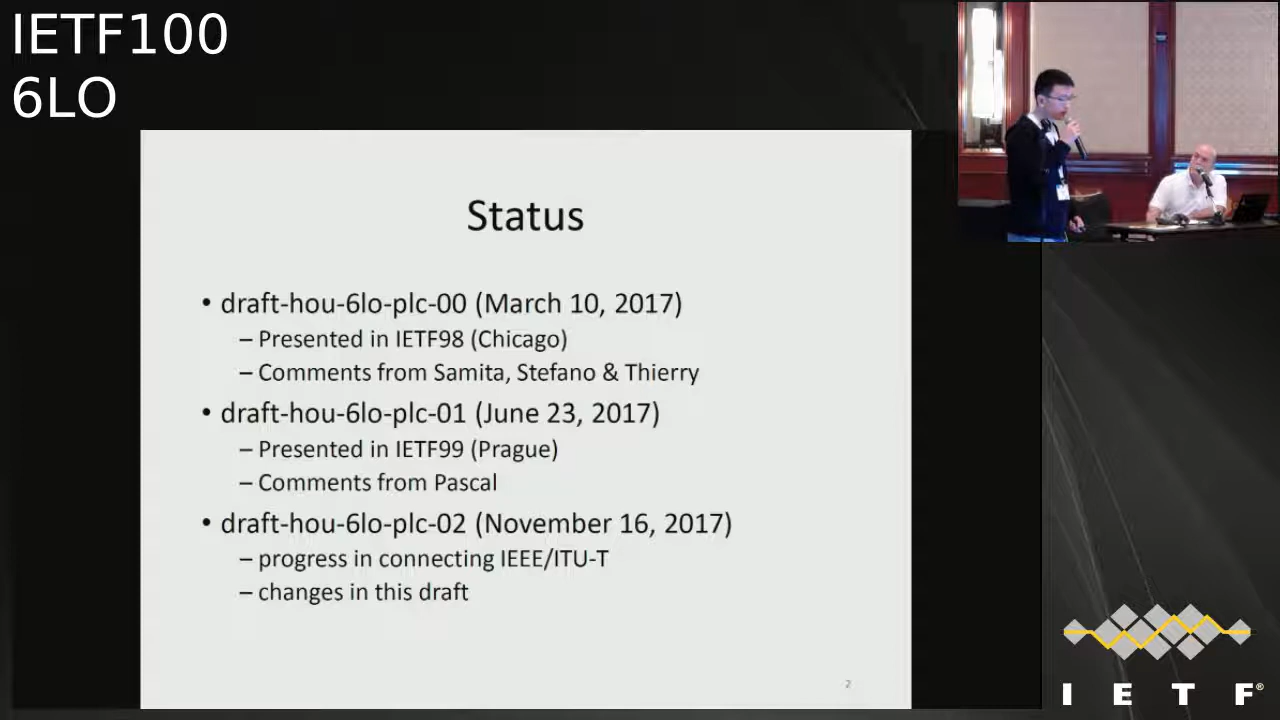 IETF100
6LO
Status
• draft-hou-6lo-plc-00 (March 10, 2017)
– Presented in IETF98 (Chicago)
– Comments from Samita, Stefano & Thierry
• draft-hou-6lo-plc-01 (June 23, 2017)
– Presented in IETF99 (Prague)
– Comments from Pascal
• draft-hou-6lo-plc-02 (November 16, 2017)
– progress in connecting IEEE/ITU-T
– changes in this draft
2
I E T F®